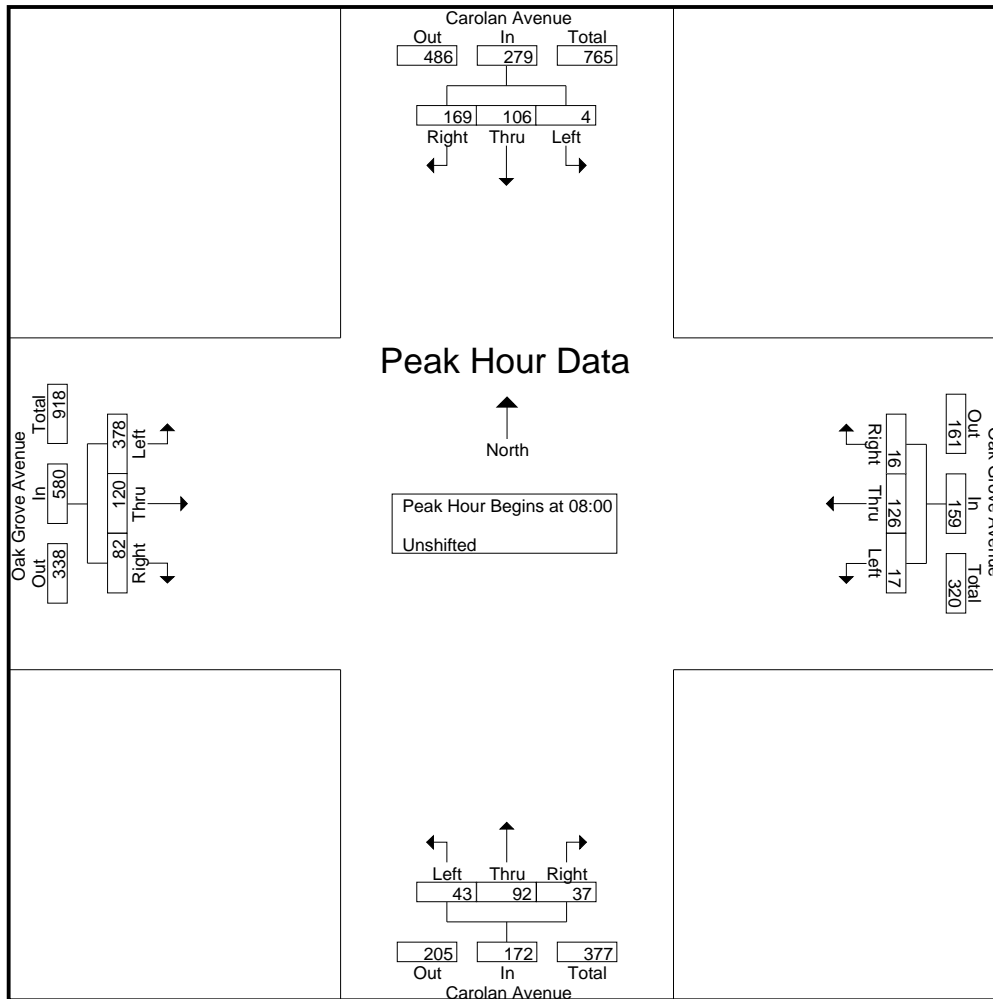 Carolan Avenue
Out In Total
486 279 765
169 106 4
Right Thru Left
Peak Hour Data
North
Peak Hour Begins at 08:00
Unshifted
Oak Grove Avenue
Total In Out
918 580 338
378 120 82
Left Thru Right
Oak Grove Avenue
Out In Total
161 159 320
16 126 17
Right Thru Left
Left Thru Right
43 92 37
205 172 377
Out In Total
Carolan Avenue